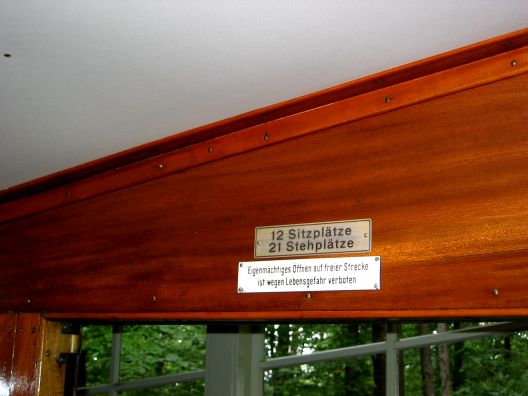 12 Sitzplätze
21 Stehplätze
Eigenmächtiges Öffnen auf freier Strecke
ist wegen Lebensgefahr verboten